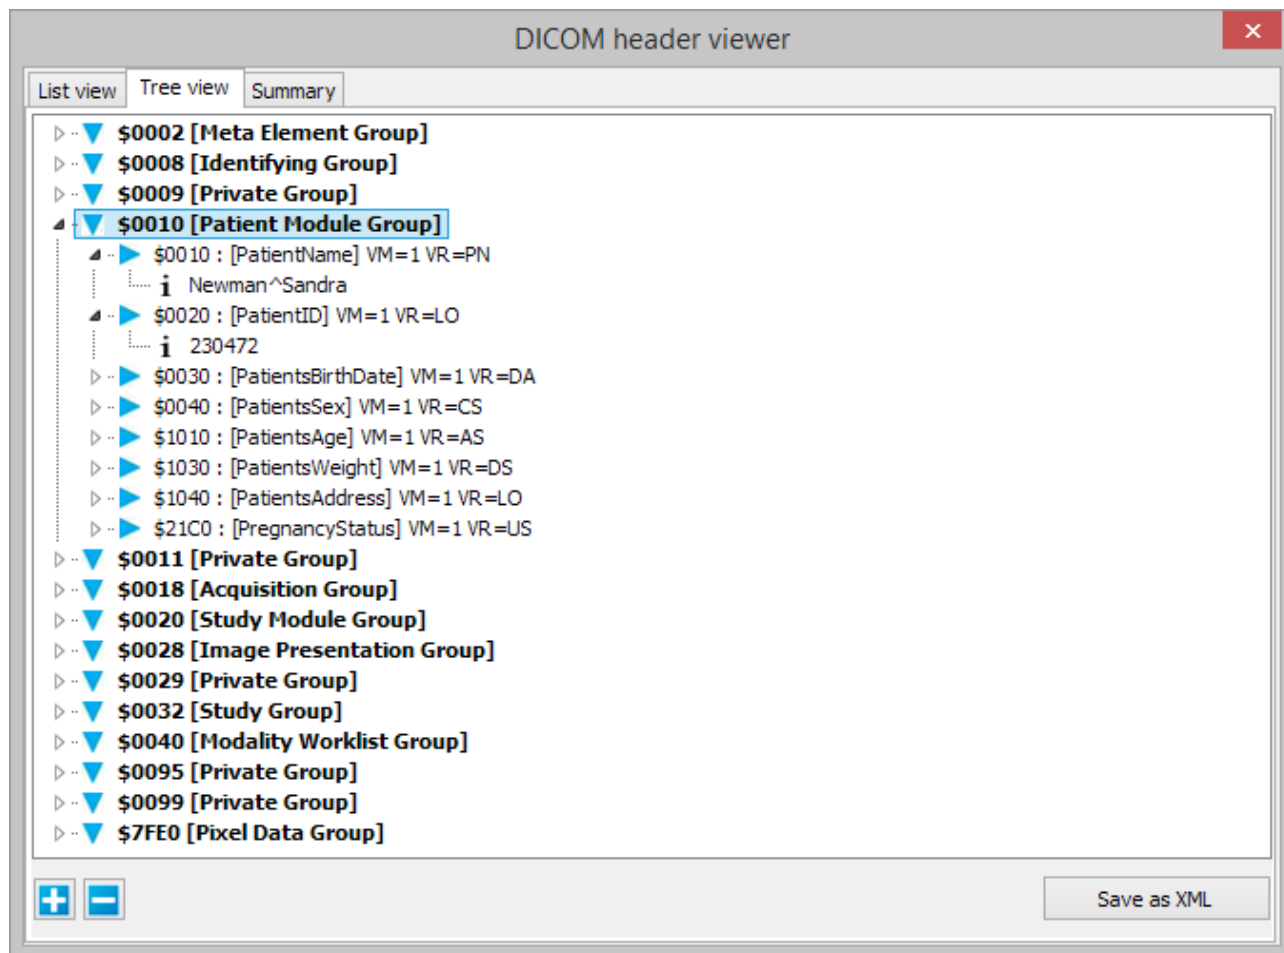 DICOM header viewer
List view Tree view Summary
$0002 [Meta Element Group]
$0008 [Identifying Group]
$0009 [Private Group]
$0010 [Patient Module Group]
$0010 : [PatientName] VM=1 VR=PN
i Newman^Sandra
$0020 : [PatientID] VM=1 VR=LO
i 230472
$0030 : [PatientsBirthDate] VM=1 VR=DA
$0040 : [PatientsSex] VM=1 VR=CS
$1010 : [PatientsAge] VM=1 VR=AS
$1030 : [PatientsWeight] VM=1 VR=DS
$1040 : [PatientsAddress] VM=1 VR=LO
$21C0 : [PregnancyStatus] VM=1 VR=US
$0011 [Private Group]
$0018 [Acquisition Group]
$0020 [Study Module Group]
$0028 [Image Presentation Group]
$0029 [Private Group]
$0032 [Study Group]
$0040 [Modality Worklist Group]
$0095 [Private Group]
$0099 [Private Group]
$7FE0 [Pixel Data Group]
Save as XML